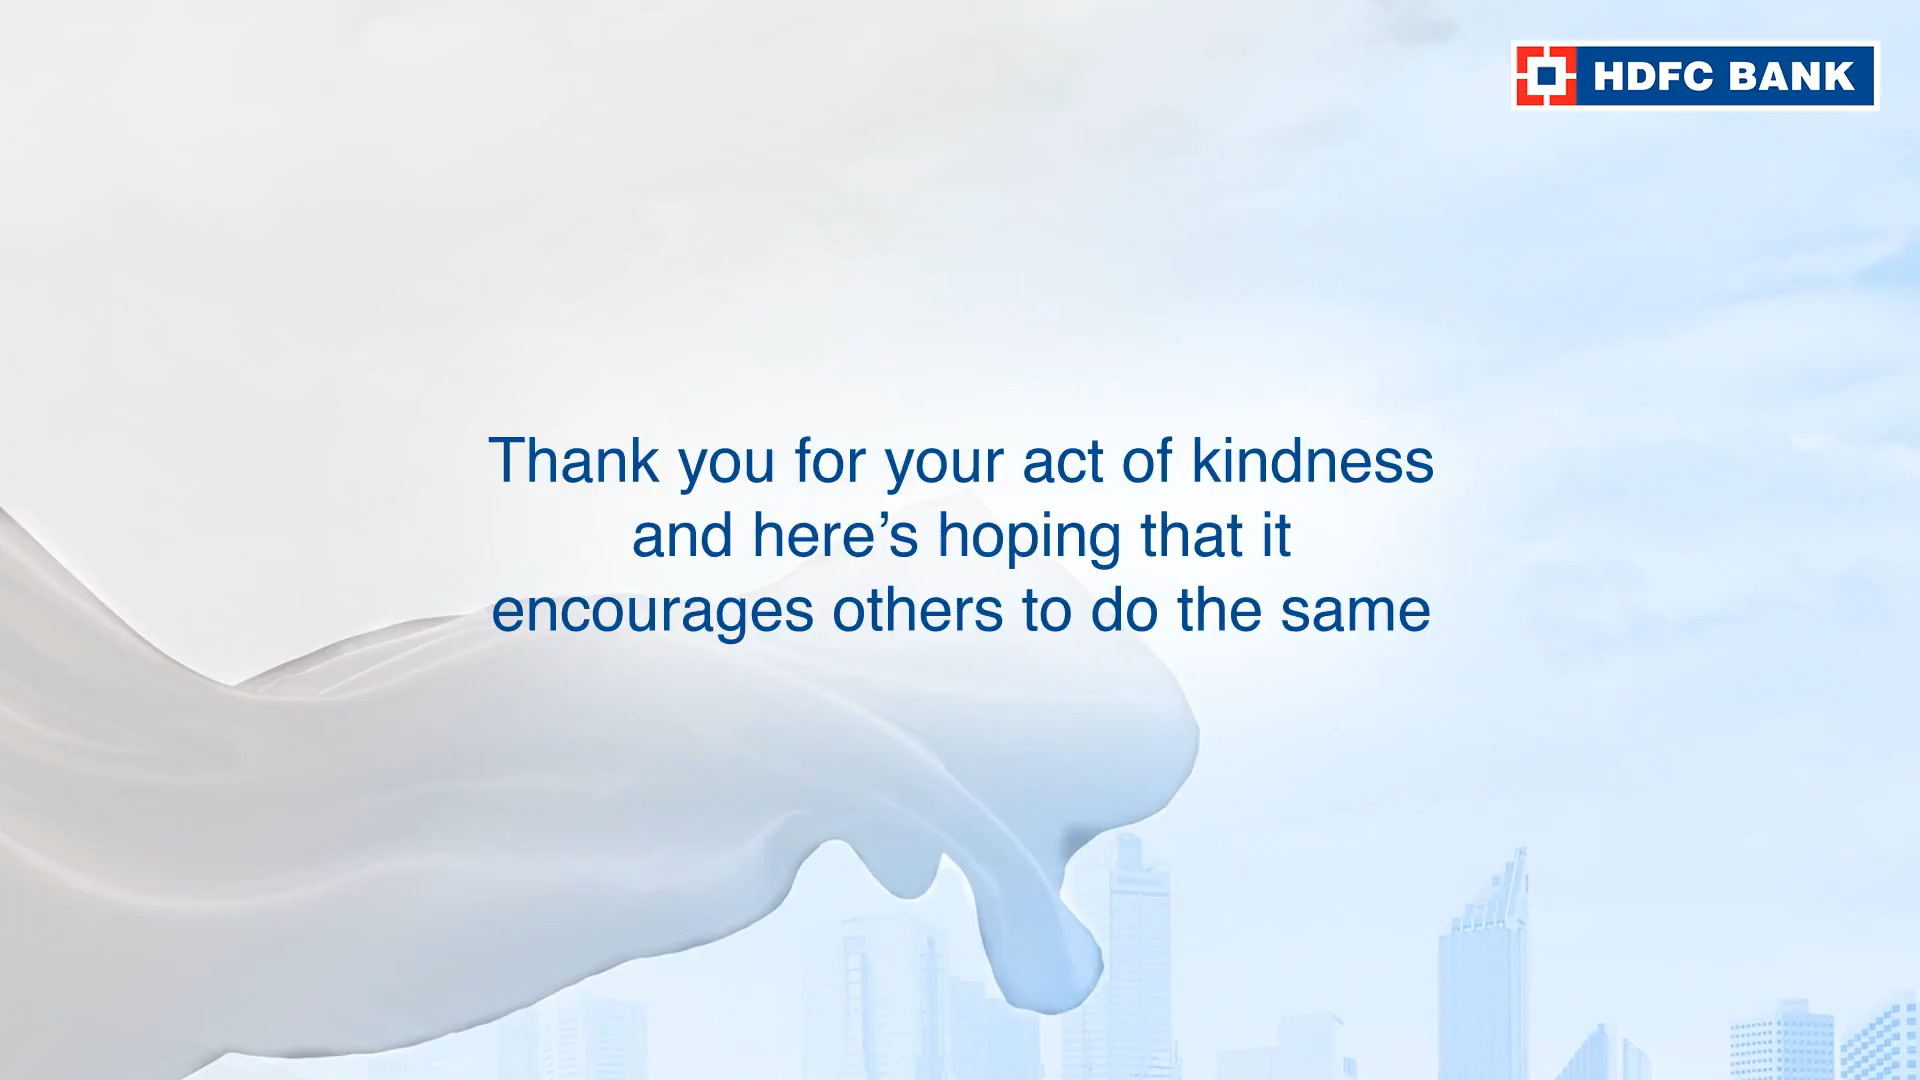 HDFC BANK
Thank you for your act of kindness
and here’s hoping that it
encourages others to do the same